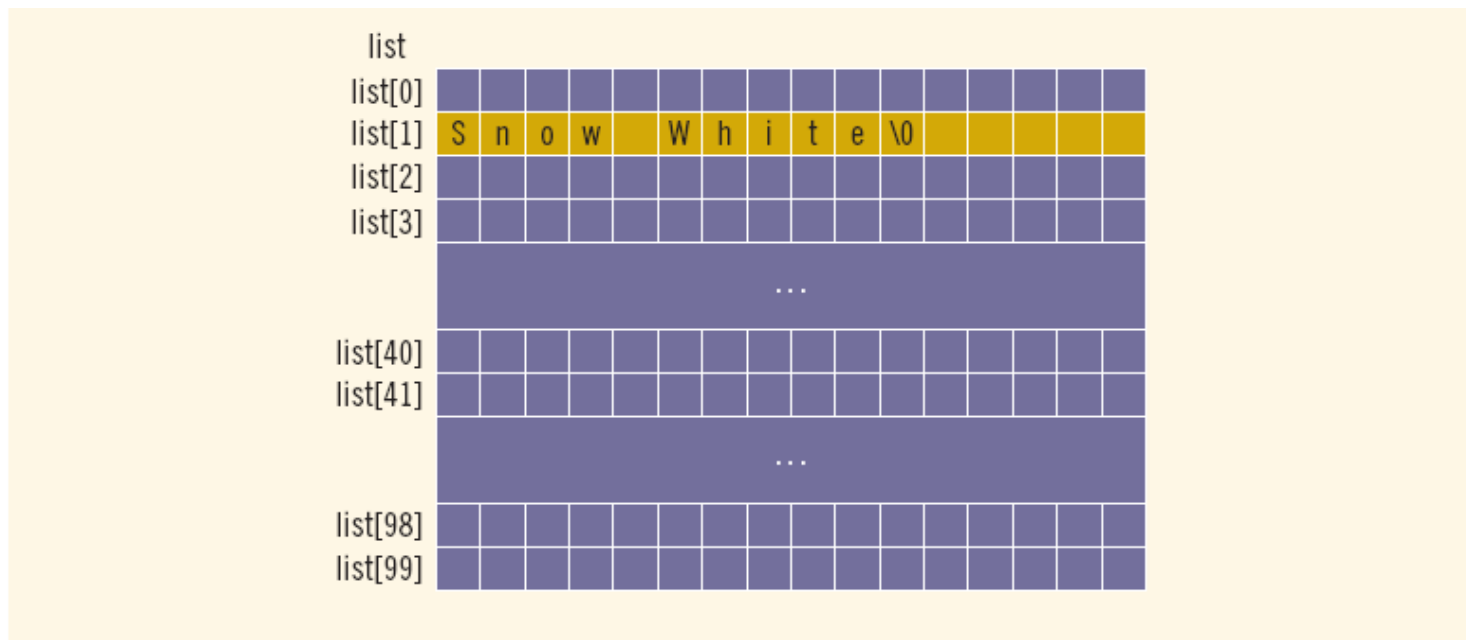 list
list[0]
list[1] S n o w W h i t e \0
list[2]
list[3]
...
list[40]
list[41]
...
list[98]
list[99]